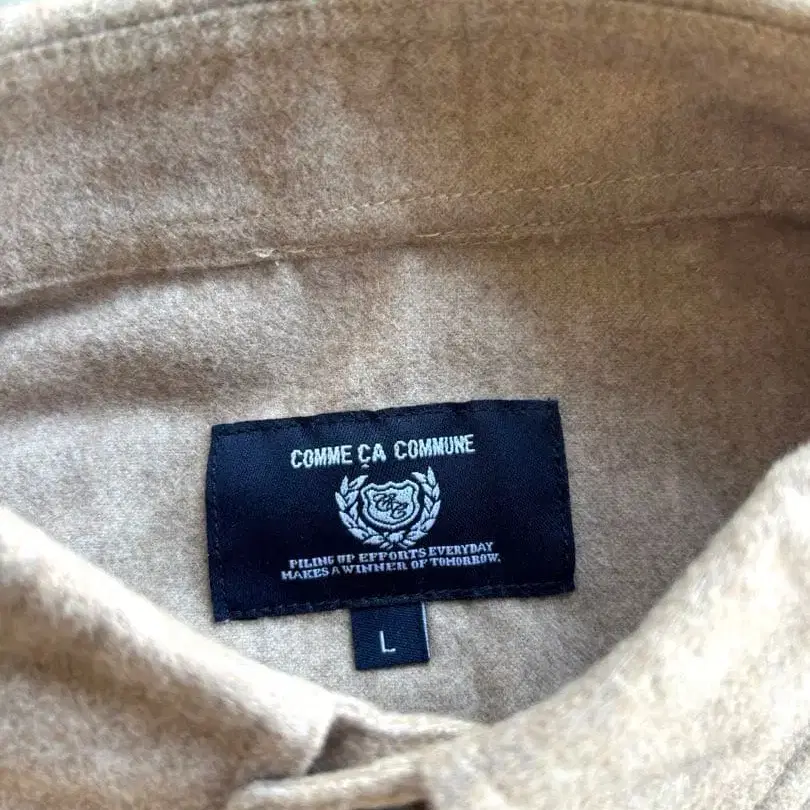 COMME ÇA COMMUNE
PILING UP EFFORTS EVERYDAY
MAKES A WINNER OF TOMORROW.
L